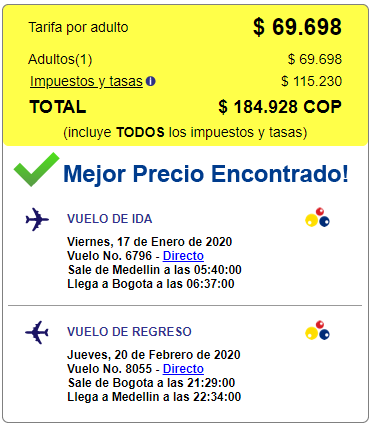 Tarifa por adulto $ 69.698
Adultos(1) $ 69.698
Impuestos y tasas $ 115.230
TOTAL $ 184.928 COP
(incluye TODOS los impuestos y tasas)
Mejor Precio Encontrado!
VUELO DE IDA
Viernes, 17 de Enero de 2020
Vuelo No. 6796 - Directo
Sale de Medellin a las 05:40:00
Llega a Bogota a las 06:37:00
VUELO DE REGRESO
Jueves, 20 de Febrero de 2020
Vuelo No. 8055 - Directo
Sale de Bogota a las 21:29:00
Llega a Medellin a las 22:34:00